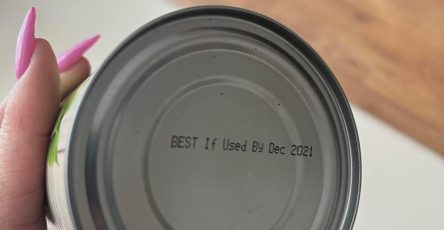 BEST If Used By Dec 2021